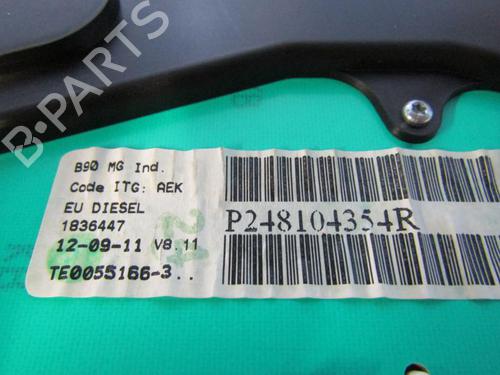 B-PARTS
B90 MG Ind.
Code ITG: AEK
EU DIESEL
1836447
12-09-11 V8.11
TE0055166-3..
P248104354R